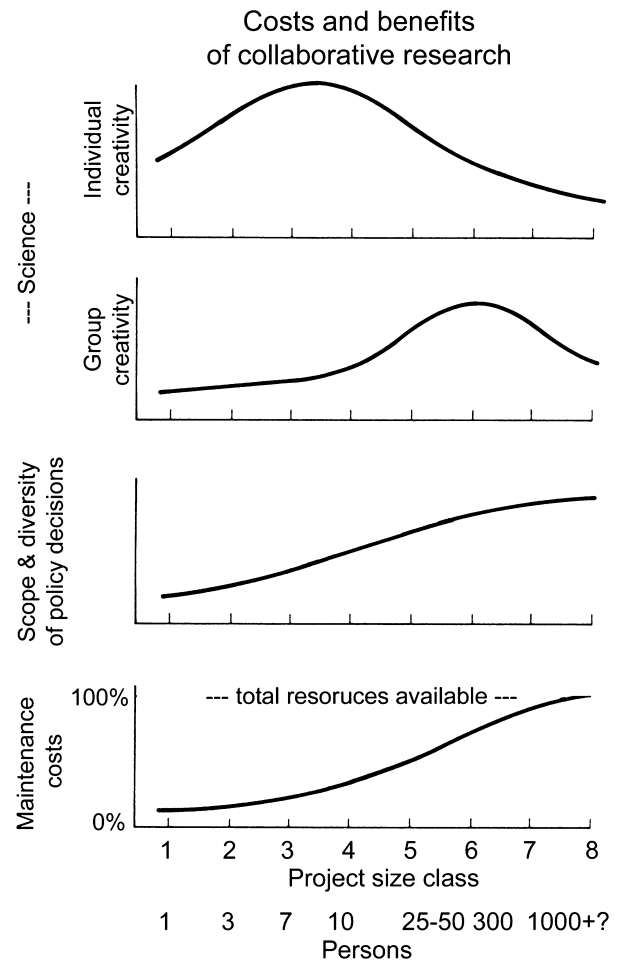 Costs and benefits
of collaborative research
--- Science ---
Individual
creativity
Group
creativity
Scope & diversity
of policy decisions
Maintenance
costs
100%
--- total resoruces available ---
0%
1 2 3 4 5 6 7 8
Project size class
1 3 7 10 25-50 300 1000+?
Persons